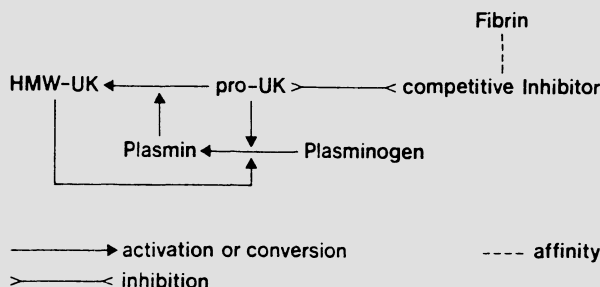 Fibrin
HMW-UK pro-UK competitive Inhibitor
Plasmin Plasminogen
activation or conversion affinity
inhibition